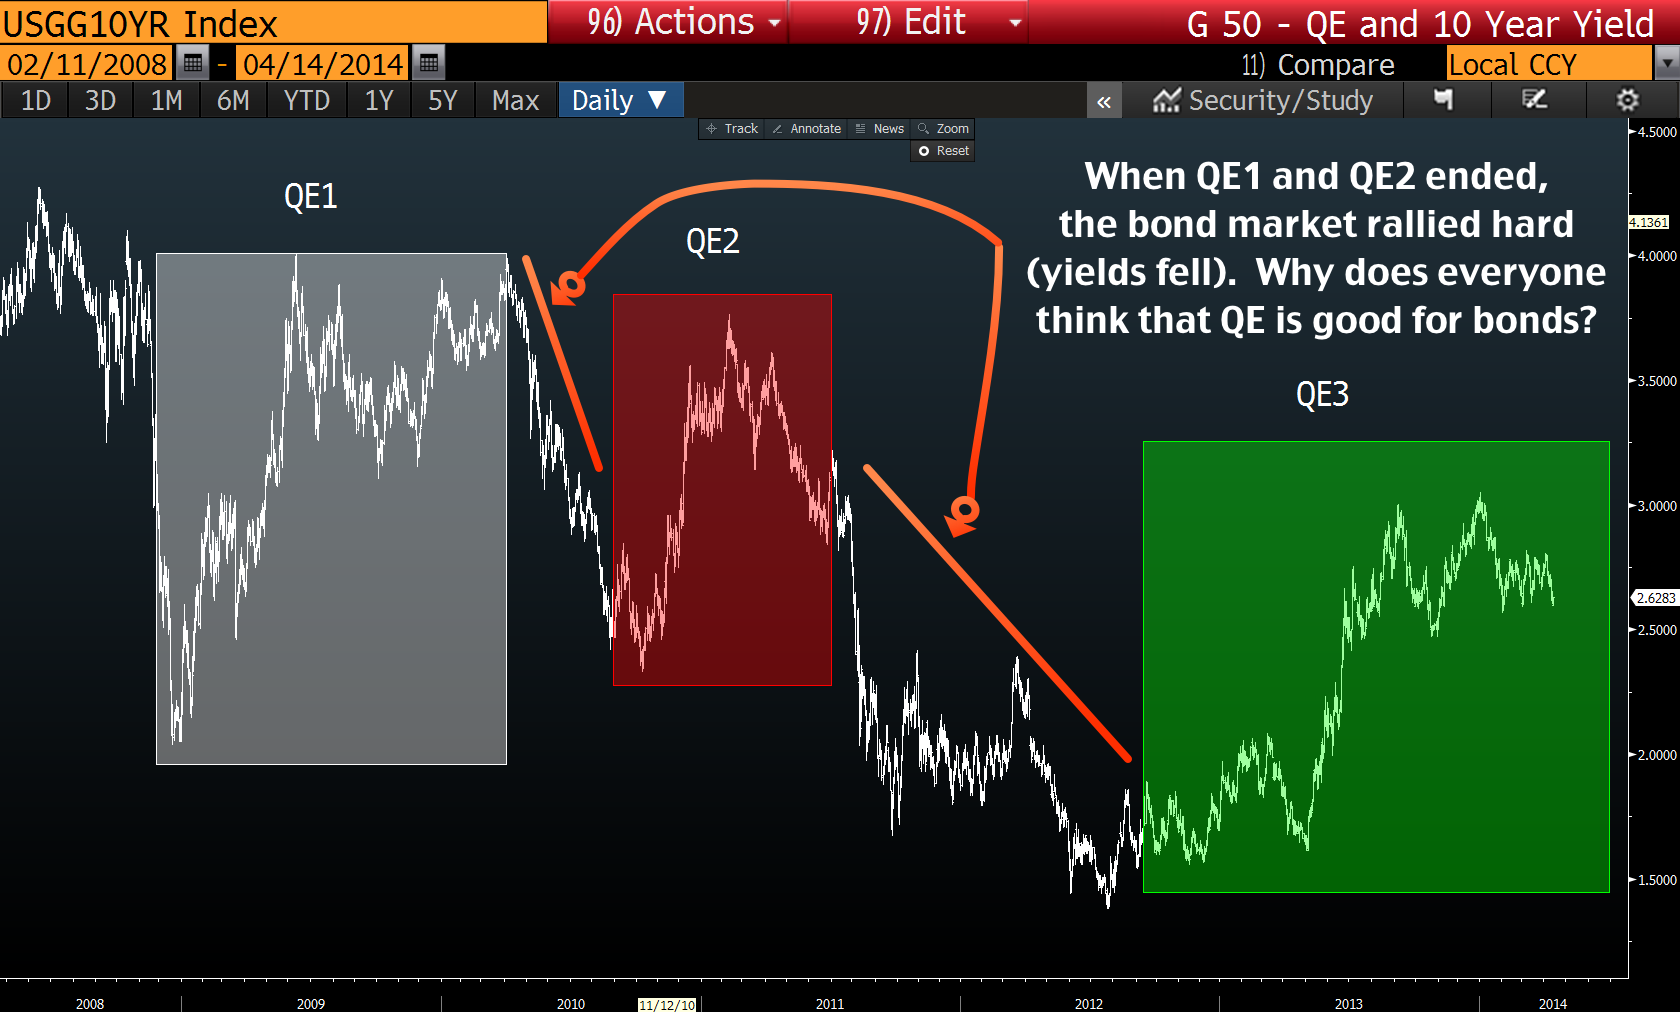 USGG10YR Index
96) Actions
97) Edit
G 50 - QE and 10 Year Yield
02/11/2008 - 04/14/2014
11) Compare
Local CCY
1D 3D 1M 6M YTD 1Y 5Y Max Daily ▼
« Security/Study
Track Annotate News Zoom
Reset
When QE1 and QE2 ended,
the bond market rallied hard
(yields fell). Why does everyone
think that QE is good for bonds?
QE1
QE2
QE3
4.5000
4.1361
4.0000
3.5000
3.0000
2.6283
2.5000
2.0000
1.5000
2008 2009 2010 11/12/10 2011 2012 2013 2014